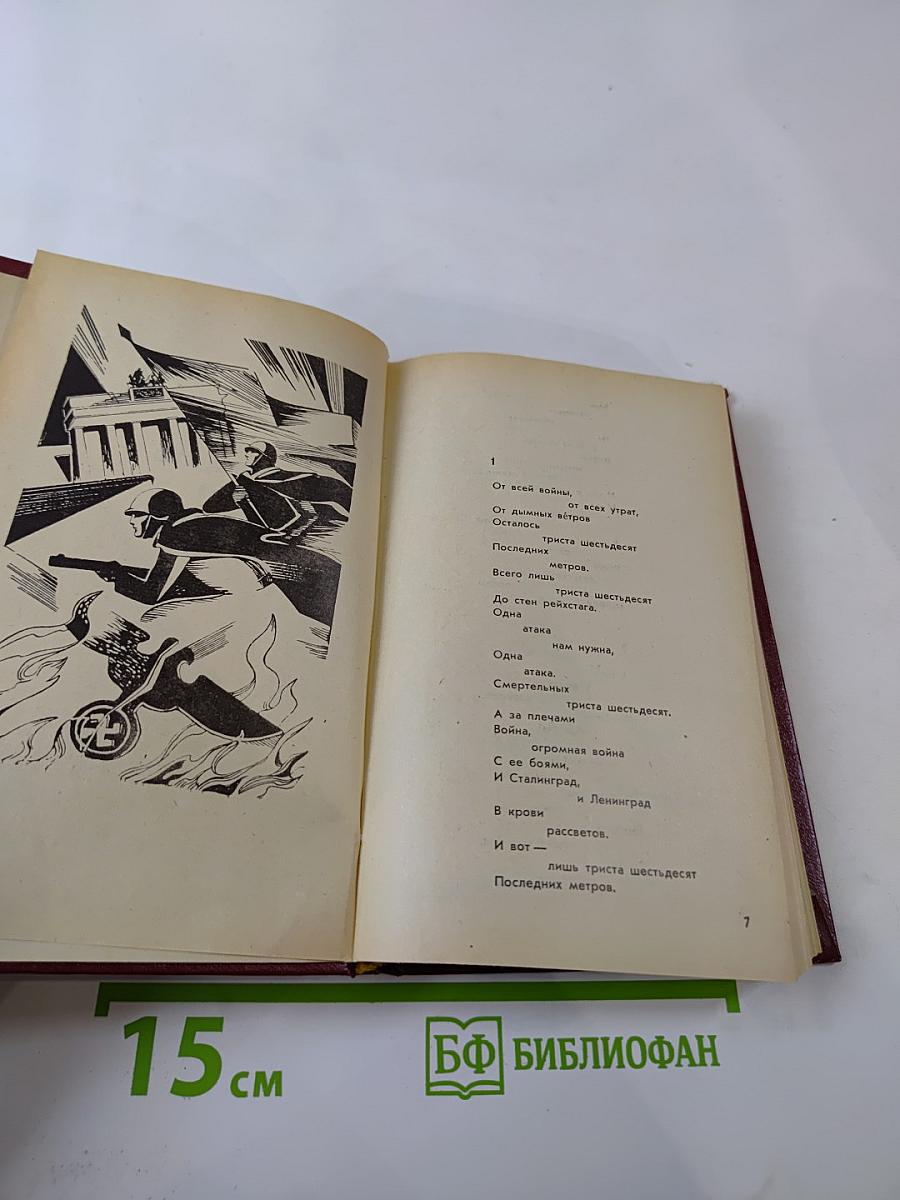 1
От всей войны,
от всех утрат,
От дымных ветров
Осталось
триста шестьдесят
Последних
метров.
Всего лишь
триста шестьдесят
До стен рейхстага.
Одна
атака
нам нужна,
Одна
атака.
Смертельных
триста шестьдесят.
А за плечами
Война,
огромная война
С ее боями,
И Сталинград,
и Ленинград
В крови
рассветов.
И вот —
лишь триста шестьдесят
Последних метров.
7
15 см
БФ БИБЛИОФАН